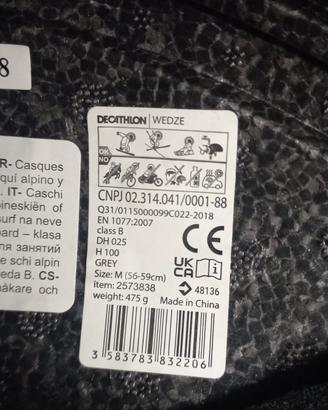 8
R- Casques
quí alpino y
. IT- Caschi
pineskiën of
surf na neve
oard – klasa
ля занятий
e schi alpin
eda B. CS-
nåkare och
DECATHLON | WEDZE
OK
NO
CNPJ 02.314.041/0001-88
Q31/0115000099C022-2018
EN 1077:2007
class B
DH 025
H 100
GREY
Size: M (56-59cm)
item: 2573838
weight: 475 g
CE
UK
CA
i
48136
Made in China
3 583783 832206